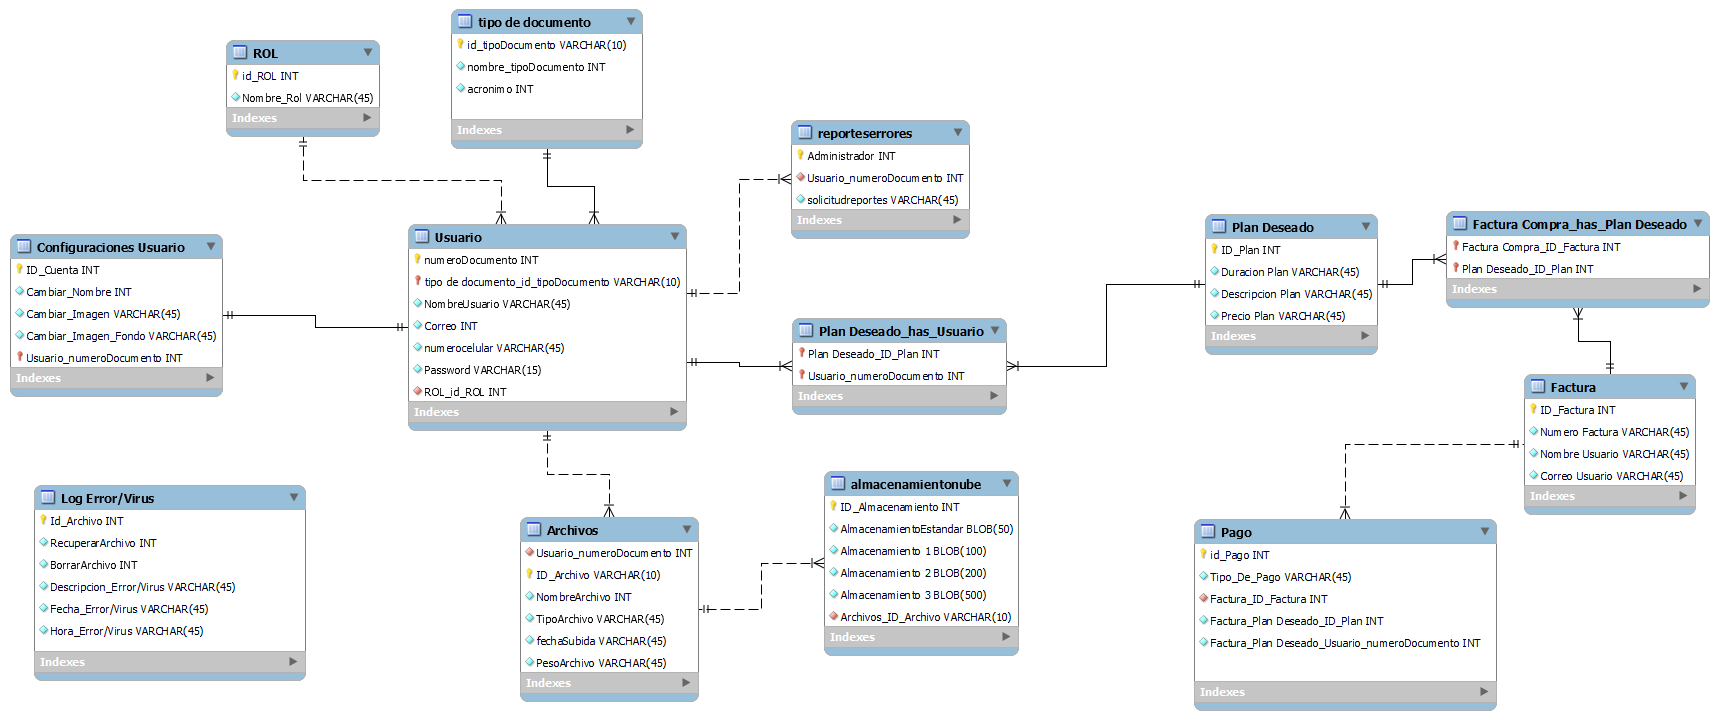 tipo de documento
id_tipoDocumento VARCHAR(10)
nombre_tipoDocumento INT
acronimo INT
Indexes
ROL
id_ROL INT
Nombre_Rol VARCHAR(45)
Indexes
reporteserrores
Administrador INT
Usuario_numeroDocumento INT
solicitudreportes VARCHAR(45)
Indexes
Configuraciones Usuario
ID_Cuenta INT
Cambiar_Nombre INT
Cambiar_Imagen VARCHAR(45)
Cambiar_Imagen_Fondo VARCHAR(45)
Usuario_numeroDocumento INT
Indexes
Usuario
numeroDocumento INT
tipo de documento_id_tipoDocumento VARCHAR(10)
NombreUsuario VARCHAR(45)
Correo INT
numerocelular VARCHAR(45)
Password VARCHAR(15)
ROL_id_ROL INT
Indexes
Plan Deseado_has_Usuario
Plan Deseado_ID_Plan INT
Usuario_numeroDocumento INT
Indexes
Plan Deseado
ID_Plan INT
Duracion Plan VARCHAR(45)
Descripcion Plan VARCHAR(45)
Precio Plan VARCHAR(45)
Indexes
Factura Compra_has_Plan Deseado
Factura Compra_ID_Factura INT
Plan Deseado_ID_Plan INT
Indexes
Factura
ID_Factura INT
Numero Factura VARCHAR(45)
Nombre Usuario VARCHAR(45)
Correo Usuario VARCHAR(45)
Indexes
Log Error/Virus
Id_Archivo INT
RecuperarArchivo INT
BorrarArchivo INT
Descripcion_Error/Virus VARCHAR(45)
Fecha_Error/Virus VARCHAR(45)
Hora_Error/Virus VARCHAR(45)
Indexes
Archivos
Usuario_numeroDocumento INT
ID_Archivo VARCHAR(10)
NombreArchivo INT
TipoArchivo VARCHAR(45)
fechaSubida VARCHAR(45)
PesoArchivo VARCHAR(45)
Indexes
almacenamientonube
ID_Almacenamiento INT
AlmacenamientoEstandar BLOB(50)
Almacenamiento 1 BLOB(100)
Almacenamiento 2 BLOB(200)
Almacenamiento 3 BLOB(500)
Archivos_ID_Archivo VARCHAR(10)
Indexes
Pago
id_Pago INT
Tipo_De_Pago VARCHAR(45)
Factura_ID_Factura INT
Factura_Plan Deseado_ID_Plan INT
Factura_Plan Deseado_Usuario_numeroDocumento INT
Indexes